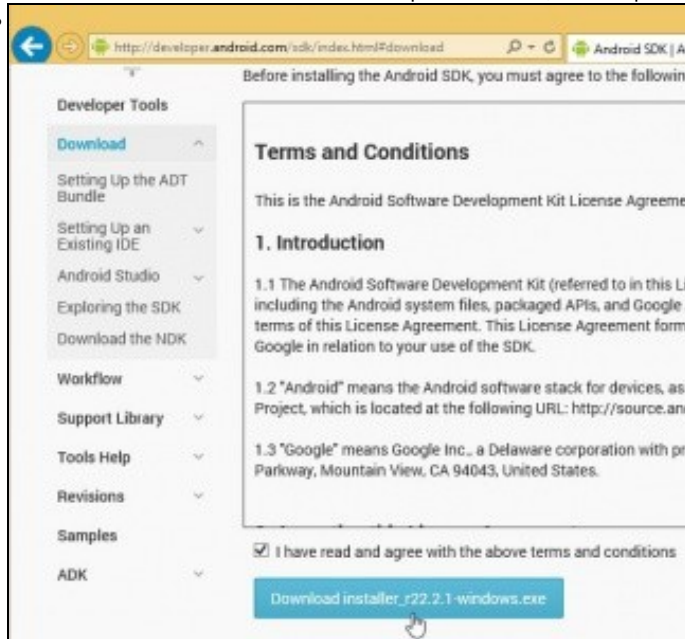 http://developer.android.com/sdk/index.html#download
Android SDK | A
Before installing the Android SDK, you must agree to the followin
Developer Tools
Download
Setting Up the ADT
Bundle
Setting Up an
Existing IDE
Android Studio
Exploring the SDK
Download the NDK
Workflow
Support Library
Tools Help
Revisions
Samples
ADK
Terms and Conditions
This is the Android Software Development Kit License Agreeme
1. Introduction
1.1 The Android Software Development Kit (referred to in this Li
including the Android system files, packaged APIs, and Google
terms of this License Agreement. This License Agreement form
Google in relation to your use of the SDK.
1.2 "Android" means the Android software stack for devices, as
Project, which is located at the following URL: http://source.an
1.3 "Google" means Google Inc., a Delaware corporation with pr
Parkway, Mountain View, CA 94043, United States.
I have read and agree with the above terms and conditions
Download installer_r22.2.1-windows.exe